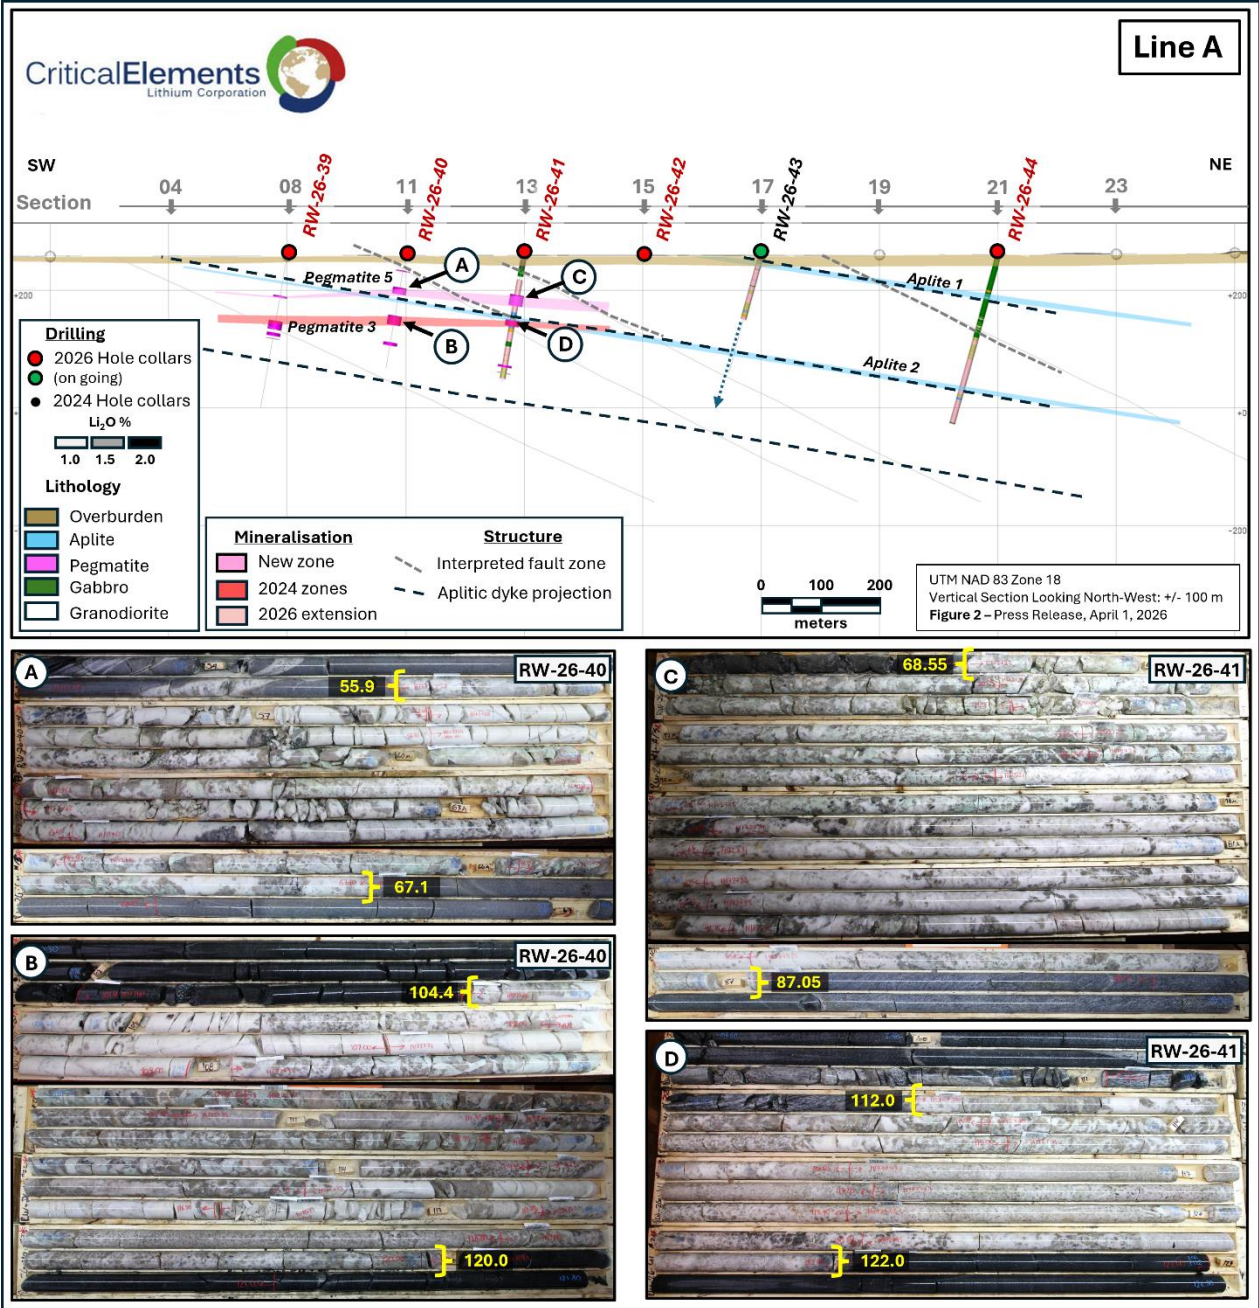 Line A
CriticalElements
Lithium Corporation
SW
NE
Section
04
08
11
13
15
17
19
21
23
RW-26-39
RW-26-40
RW-26-41
RW-26-42
RW-26-43
RW-26-44
A
C
B
D
Pegmatite 5
Pegmatite 3
Aplite 1
Aplite 2
+200
+200
+0
-200
Drilling
2026 Hole collars
(on going)
2024 Hole collars
Li2O %
1.0 1.5 2.0
Lithology
Overburden
Aplite
Pegmatite
Gabbro
Granodiorite
Mineralisation
New zone
2024 zones
2026 extension
Structure
Interpreted fault zone
Aplitic dyke projection
0 100 200
meters
UTM NAD 83 Zone 18
Vertical Section Looking North-West: +/- 100 m
Figure 2 – Press Release, April 1, 2026
A
RW-26-40
55.9
67.1
B
RW-26-40
104.4
120.0
C
RW-26-41
68.55
87.05
D
RW-26-41
112.0
122.0